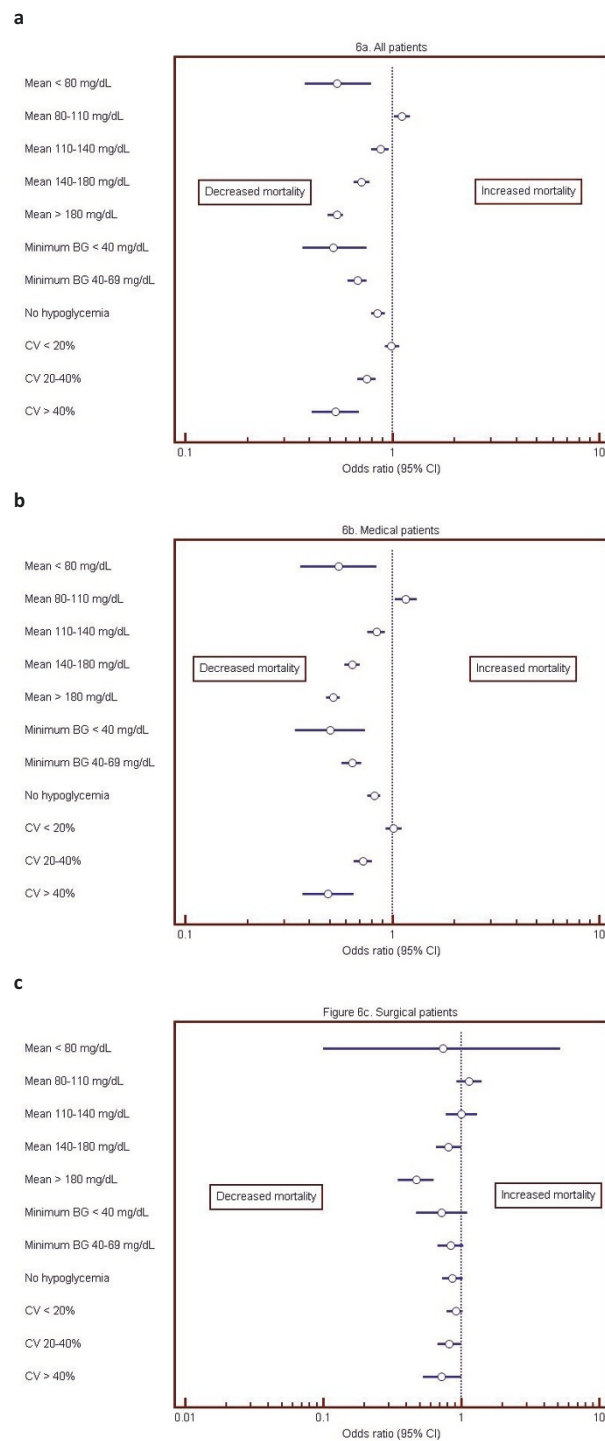 a
6a. All patients
Mean < 80 mg/dL
Mean 80-110 mg/dL
Mean 110-140 mg/dL
Mean 140-180 mg/dL
Decreased mortality
Increased mortality
Mean > 180 mg/dL
Minimum BG < 40 mg/dL
Minimum BG 40-69 mg/dL
No hypoglycemia
CV < 20%
CV 20-40%
CV > 40%
0.1 1 10
Odds ratio (95% CI)
b
6b. Medical patients
Mean < 80 mg/dL
Mean 80-110 mg/dL
Mean 110-140 mg/dL
Mean 140-180 mg/dL
Decreased mortality
Increased mortality
Mean > 180 mg/dL
Minimum BG < 40 mg/dL
Minimum BG 40-69 mg/dL
No hypoglycemia
CV < 20%
CV 20-40%
CV > 40%
0.1 1 10
Odds ratio (95% CI)
c
Figure 6c. Surgical patients
Mean < 80 mg/dL
Mean 80-110 mg/dL
Mean 110-140 mg/dL
Mean 140-180 mg/dL
Mean > 180 mg/dL
Decreased mortality
Increased mortality
Minimum BG < 40 mg/dL
Minimum BG 40-69 mg/dL
No hypoglycemia
CV < 20%
CV 20-40%
CV > 40%
0.01 0.1 1 10
Odds ratio (95% CI)